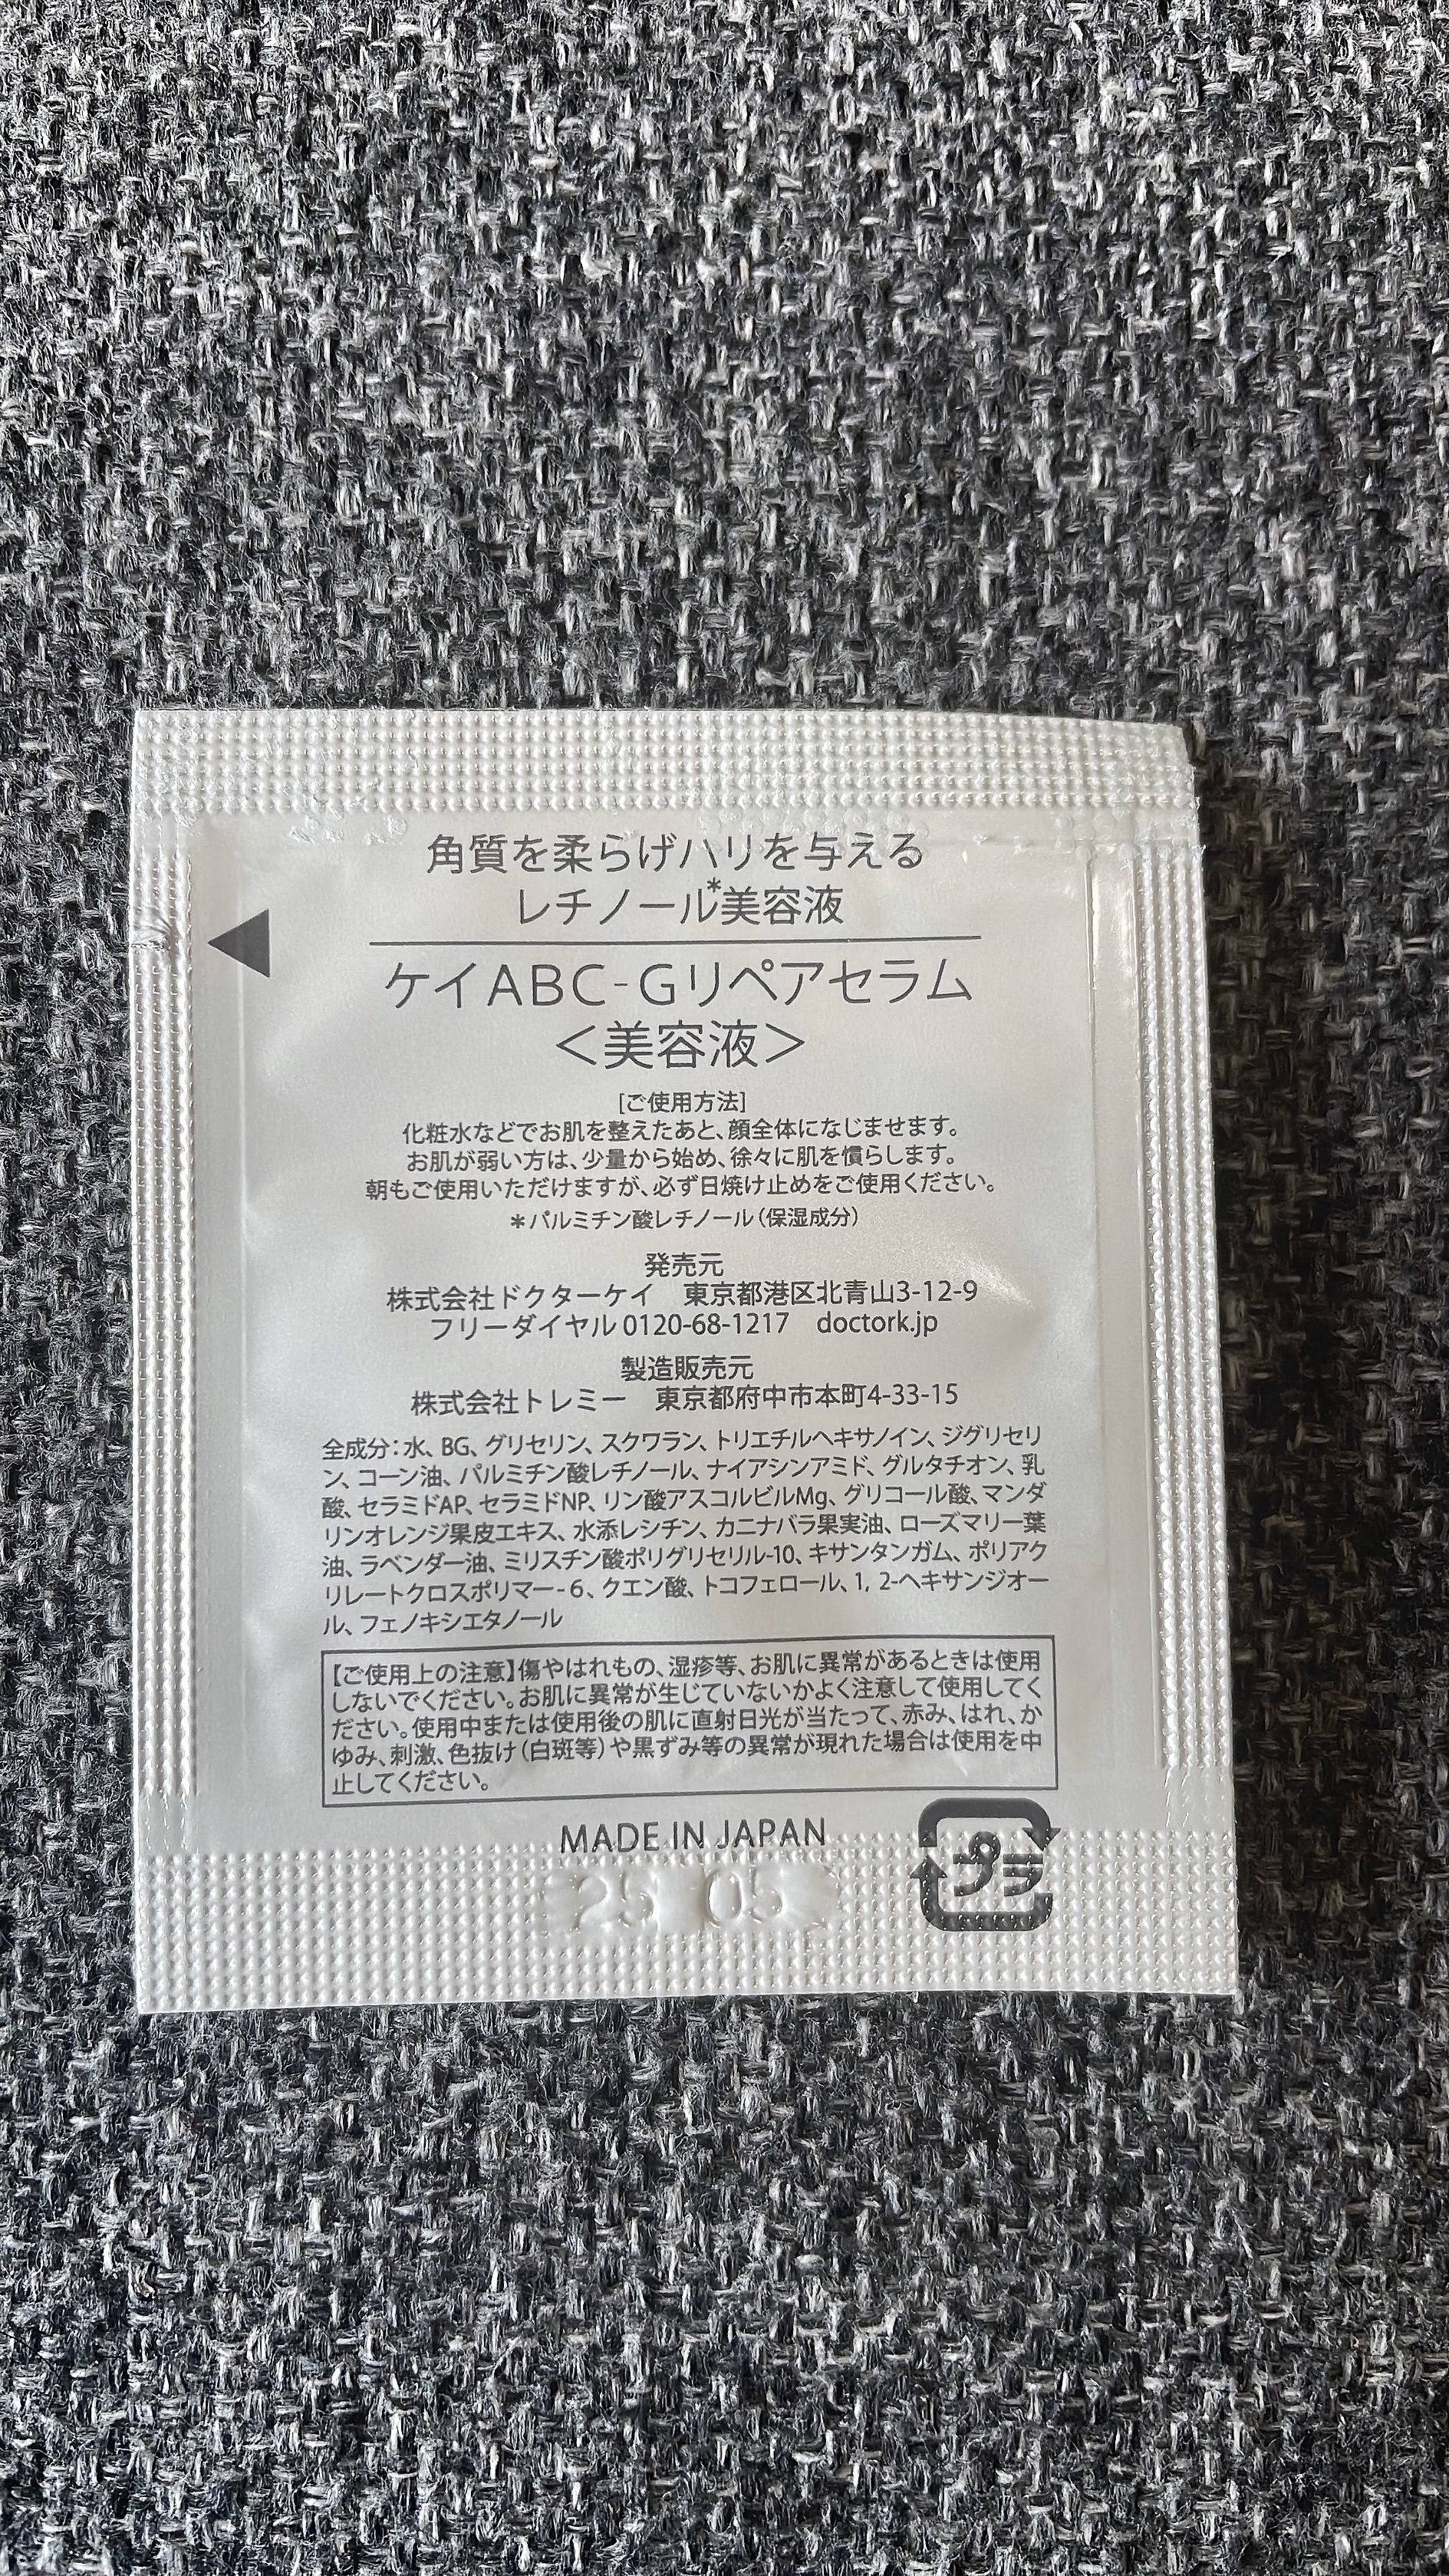 角質を柔らげハリを与える
レチノール*美容液
ケイABC-Gリペアセラム
＜美容液＞
[ご使用方法]
化粧水などでお肌を整えたあと、顔全体になじませます。
お肌が弱い方は、少量から始め、徐々に肌を慣らします。
朝もご使用いただけますが、必ず日焼け止めをご使用ください。
＊パルミチン酸レチノール（保湿成分）
発売元
株式会社ドクターケイ　東京都港区北青山3-12-9
フリーダイヤル0120-68-1217　doctork.jp
製造販売元
株式会社トレミー　東京都府中市本町4-33-15
全成分：水、BG、グリセリン、スクワラン、トリエチルヘキサノイン、ジグリセリ
ン、コーン油、パルミチン酸レチノール、ナイアシンアミド、グルタチオン、乳
酸、セラミドAP、セラミドNP、リン酸アスコルビルMg、グリコール酸、マンダ
リンオレンジ果皮エキス、水添レシチン、カニナバラ果実油、ローズマリー葉
油、ラベンダー油、ミリスチン酸ポリグリセリル-10、キサンタンガム、ポリアク
リレートクロスポリマー-6、クエン酸、トコフェロール、1, 2-ヘキサンジオー
ル、フェノキシエタノール
【ご使用上の注意】傷やはれもの、湿疹等、お肌に異常があるときは使用
しないでください。お肌に異常が生じていないかよく注意して使用してく
ださい。使用中または使用後の肌に直射日光が当たって、赤み、はれ、か
ゆみ、刺激、色抜け（白斑等）や黒ずみ等の異常が現れた場合は使用を中
止してください。
MADE IN JAPAN
プラ
25 05